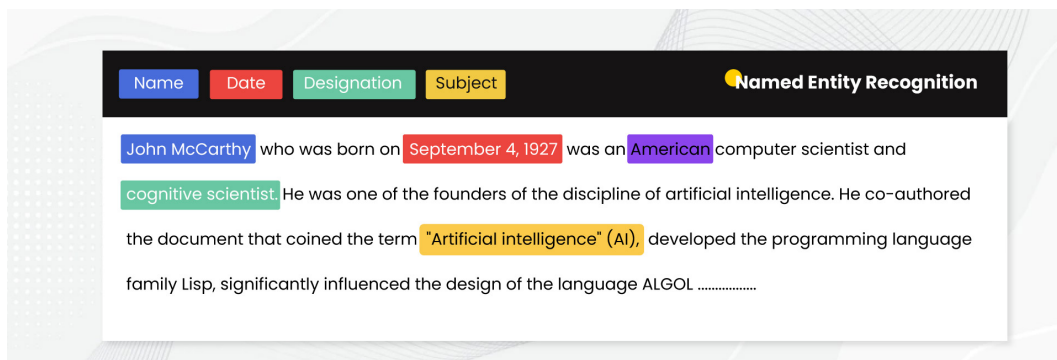 Name Date Designation Subject Named Entity Recognition
John McCarthy who was born on September 4, 1927 was an American computer scientist and
cognitive scientist. He was one of the founders of the discipline of artificial intelligence. He co-authored
the document that coined the term "Artificial intelligence" (AI), developed the programming language
family Lisp, significantly influenced the design of the language ALGOL .................